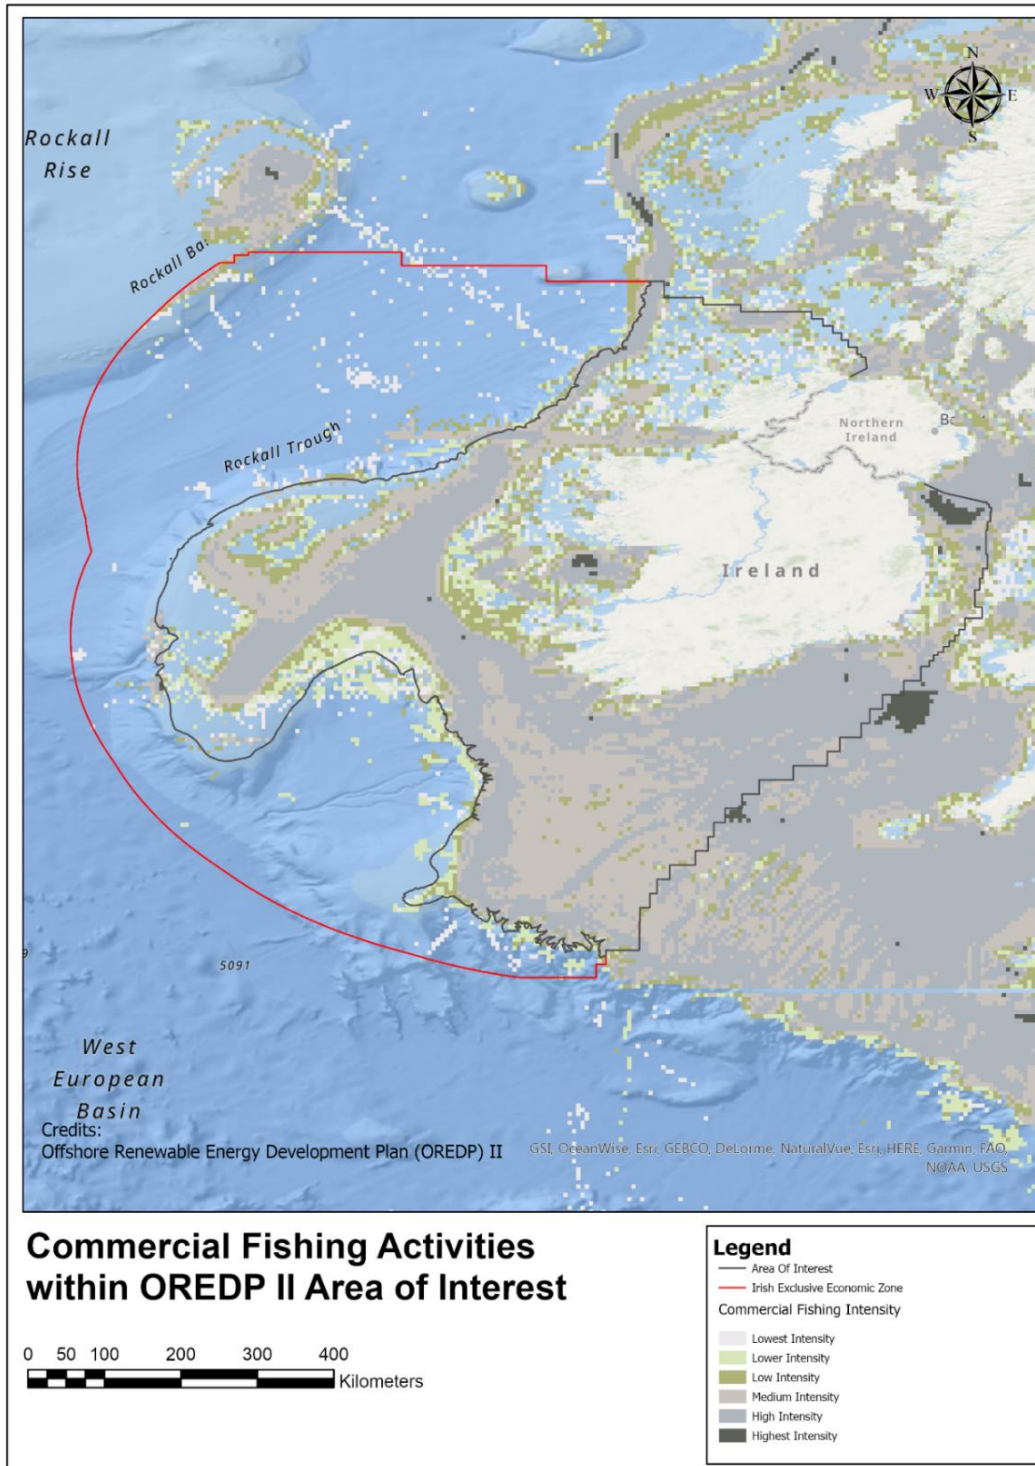 N
W
E
S
Rockall
Rise
Rockall Ba
Rockall Trough
Northern
Ireland
Ba
Ireland
9
5091
West
European
Basin
Credits:
Offshore Renewable Energy Development Plan (OREDP) II
GSI, OceanWise, Esri, GEBCO, DeLorme, NaturalVue, Esri, HERE, Garmin, FAO,
NOAA, USGS
Commercial Fishing Activities
within OREDP II Area of Interest
0 50 100 200 300 400
Kilometers
Legend
Area Of Interest
Irish Exclusive Economic Zone
Commercial Fishing Intensity
Lowest Intensity
Lower Intensity
Low Intensity
Medium Intensity
High Intensity
Highest Intensity